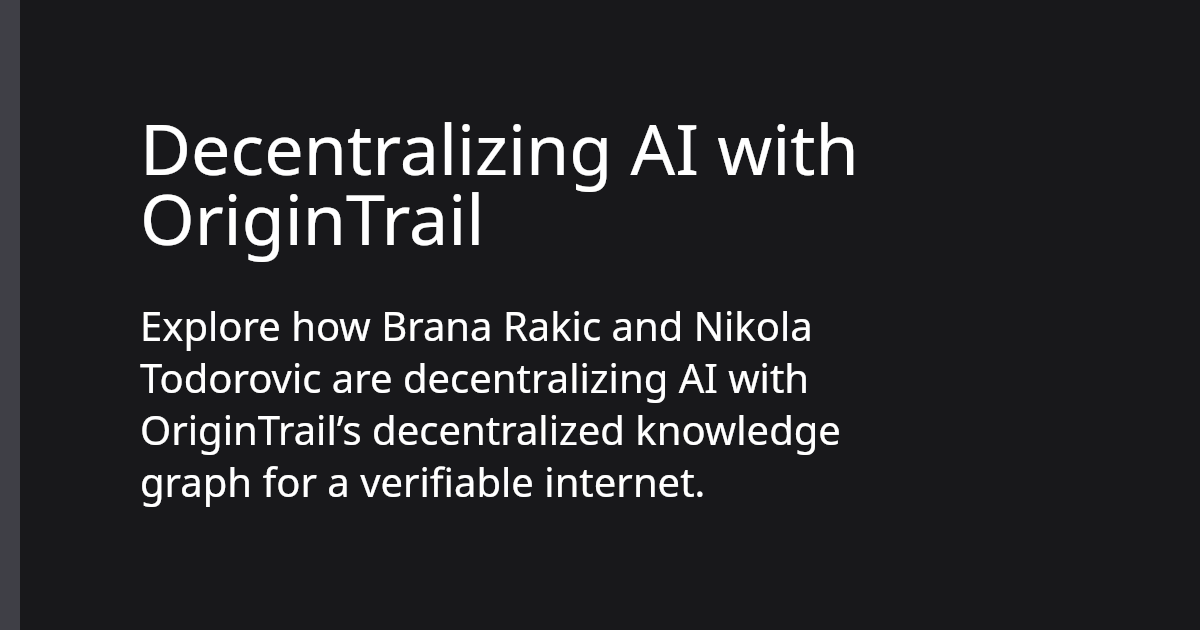 Decentralizing AI with
OriginTrail
Explore how Brana Rakic and Nikola
Todorovic are decentralizing AI with
OriginTrail’s decentralized knowledge
graph for a verifiable internet.